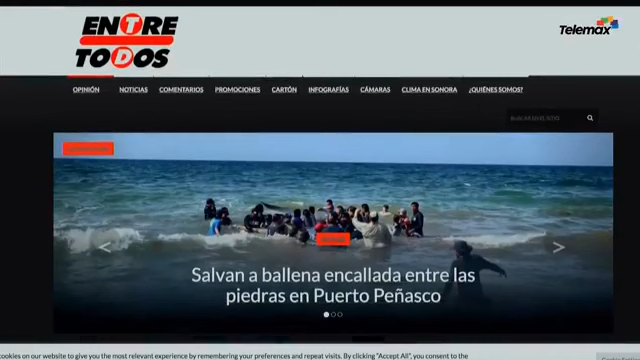 ENTRE
TODOS
Telemax
OPINIÓN NOTICIAS COMENTARIOS PROMOCIONES CARTÓN INFOGRAFÍAS CÁMARAS CLIMA EN SONORA ¿QUIÉNES SOMOS?
Salvan a ballena encallada entre las
piedras en Puerto Peñasco
cookies on our website to give you the most relevant experience by remembering your preferences and repeat visits. By clicking "Accept All", you consent to the